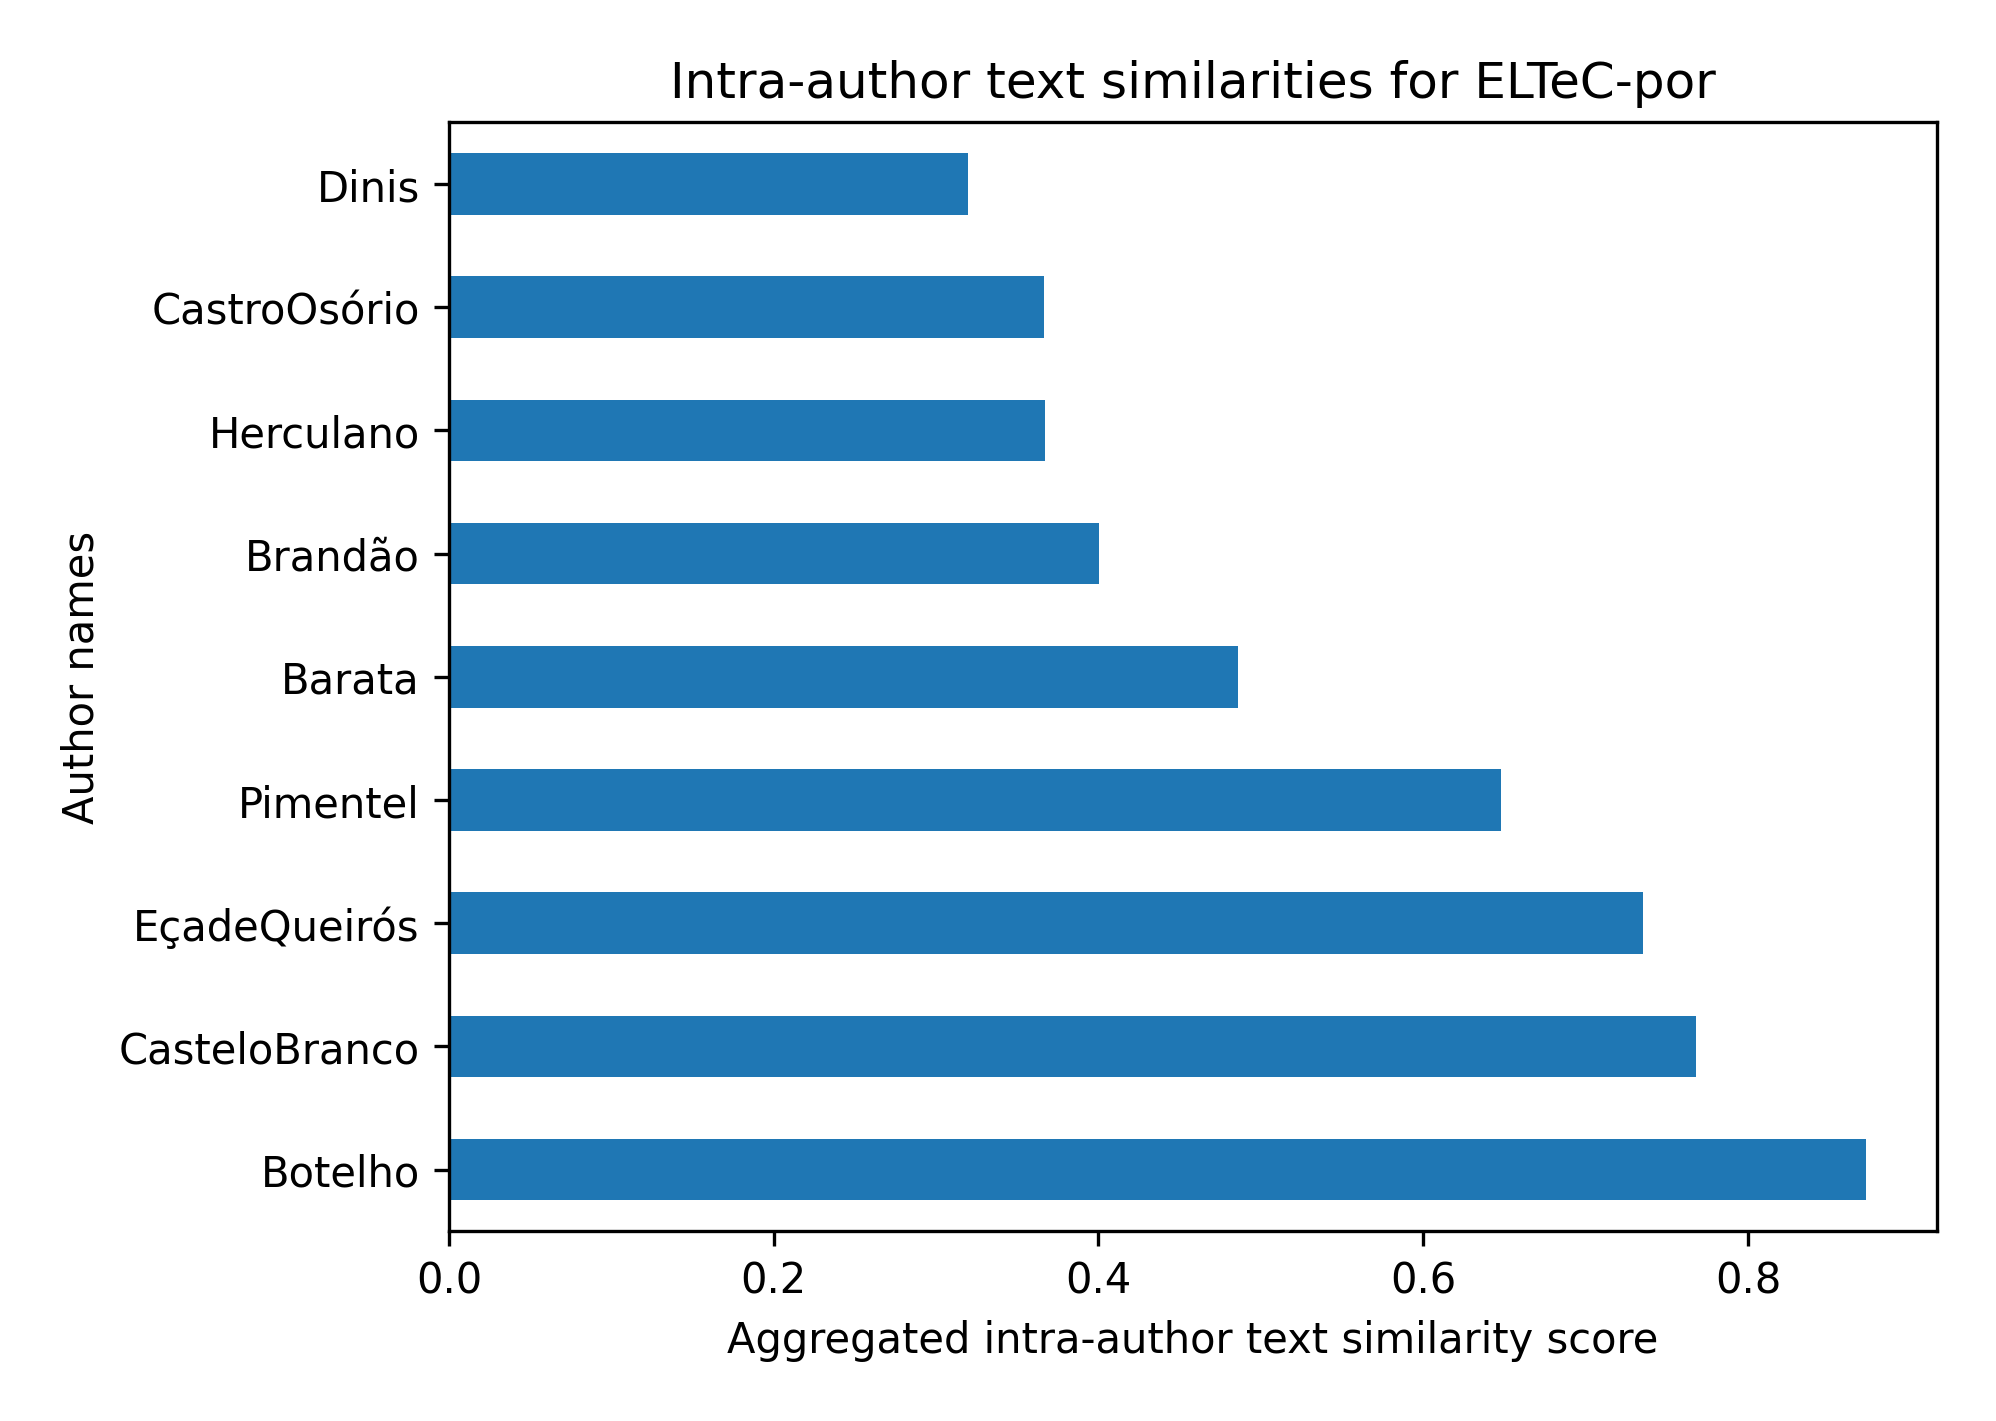 Intra-author text similarities for ELTeC-por
Author names
Dinis
CastroOsório
Herculano
Brandão
Barata
Pimentel
EçadeQueirós
CasteloBranco
Botelho
0.0 0.2 0.4 0.6 0.8
Aggregated intra-author text similarity score